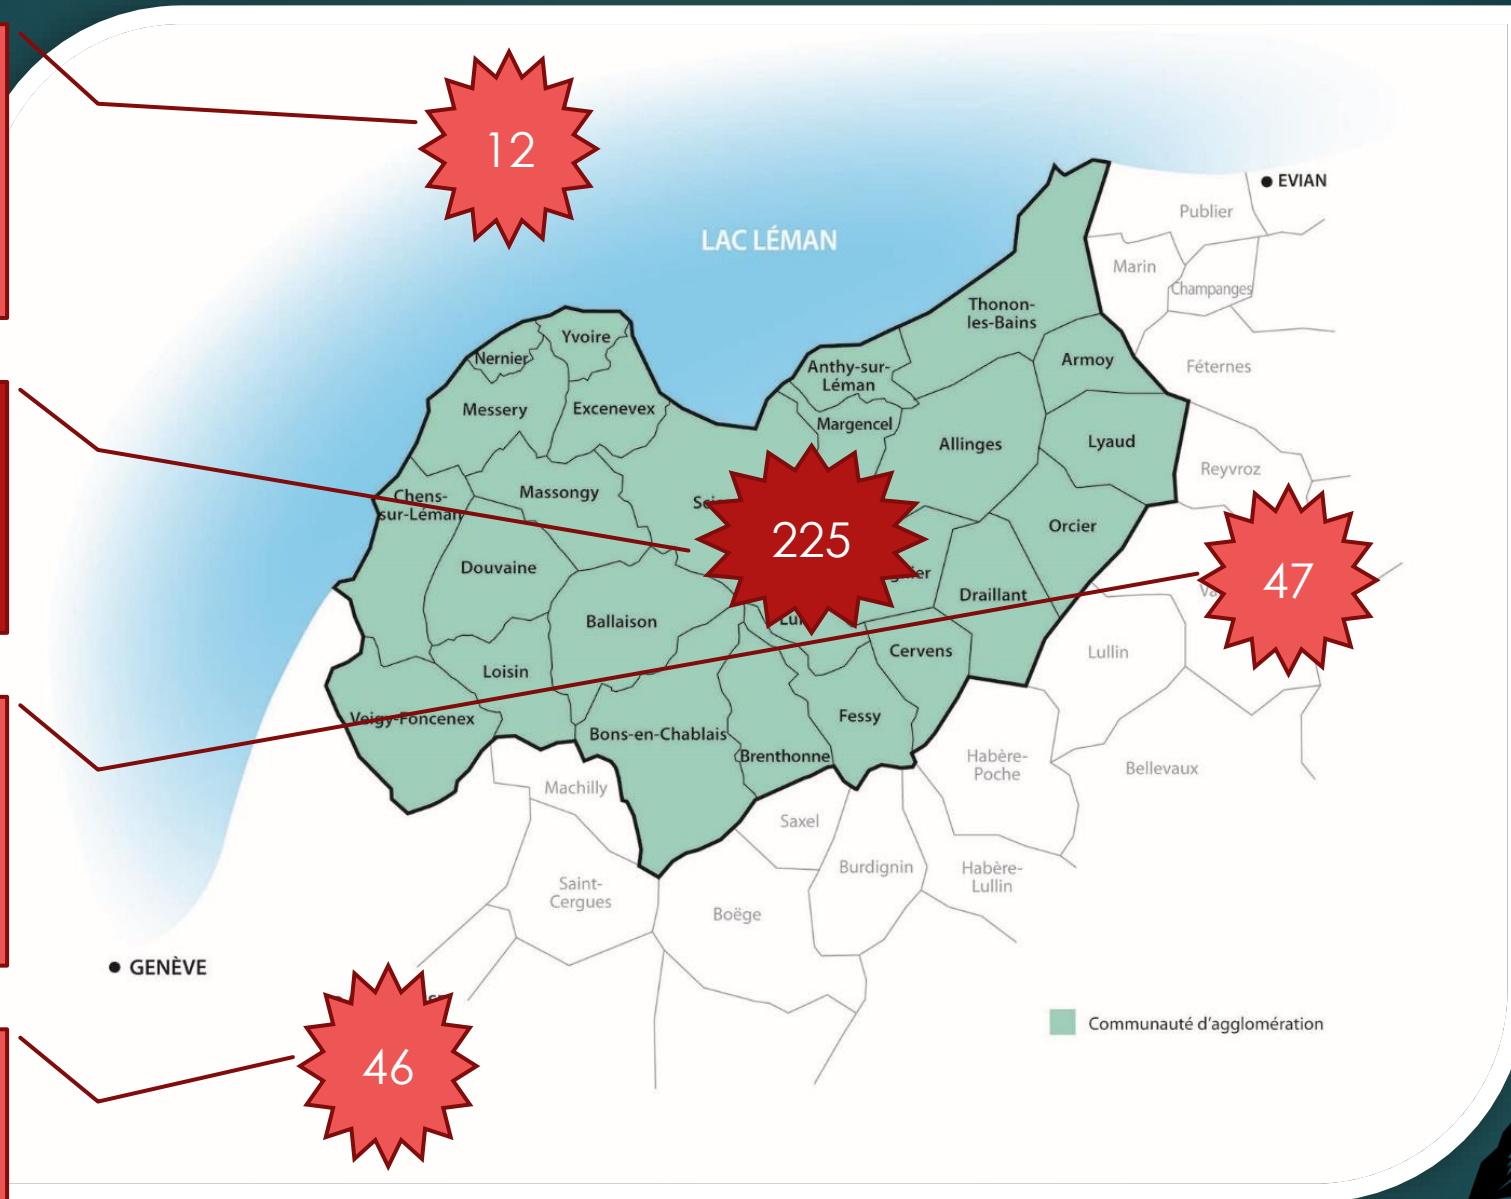 12
EVIAN
Publier
LAC LÉMAN
Marin
Champanges
Thonon-
les-Bains
Yvoire
Nernier
Armoy
Anthy-sur-
Léman
Féternes
Messery
Excenevex
Margencel
Allinges
Lyaud
Reyvroz
Massongy
Chens-
sur-Léman
Orcier
225
Douvaine
47
Draillant
Ballaison
Cervens
Lullin
Loisin
Veigy-Foncenex
Fessy
Bons-en-Chablais
Brenthonne
Habère-
Poche
Bellevaux
Machilly
Saxel
Burdignin
Habère-
Lullin
Saint-
Cergues
Boëge
GENÈVE
Communauté d'agglomération
46